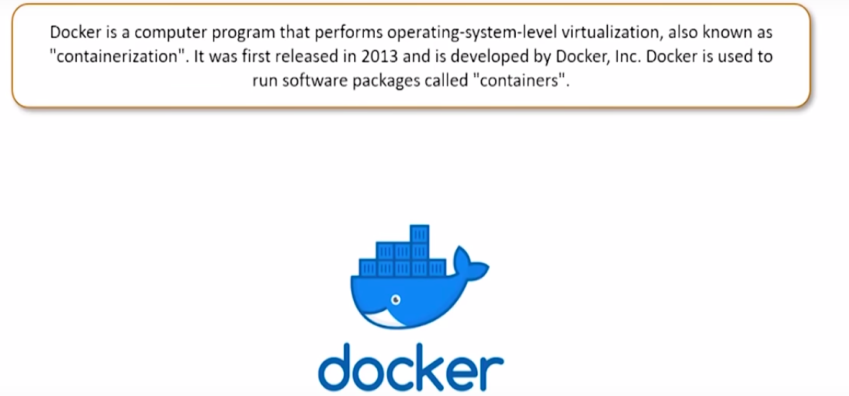 Docker is a computer program that performs operating-system-level virtualization, also known as
"containerization". It was first released in 2013 and is developed by Docker, Inc. Docker is used to
run software packages called "containers".
docker